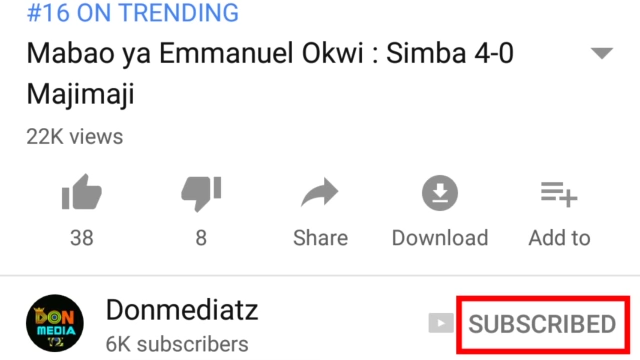 #16 ON TRENDING
Mabao ya Emmanuel Okwi : Simba 4-0
Majimaji
22K views
38
8
Share
Download
Add to
DON
MEDIA
Donmediatz
SUBSCRIBED
6K subscribers